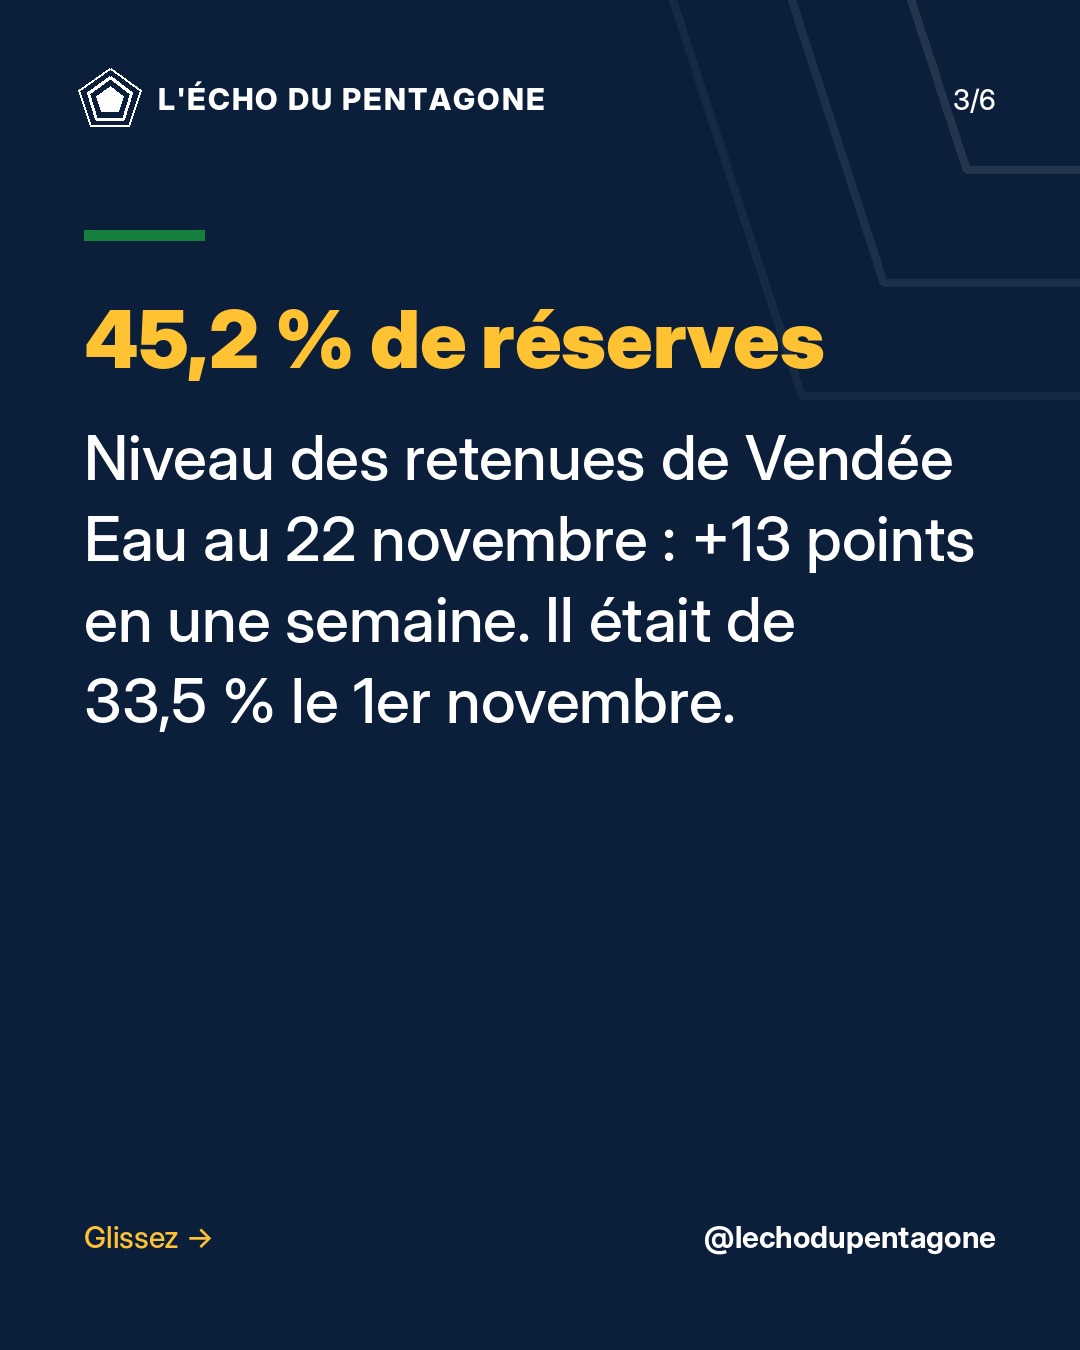 L'ÉCHO DU PENTAGONE
3/6
45,2 % de réserves
Niveau des retenues de Vendée
Eau au 22 novembre : +13 points
en une semaine. Il était de
33,5 % le 1er novembre.
Glissez →
@lechodupentagone